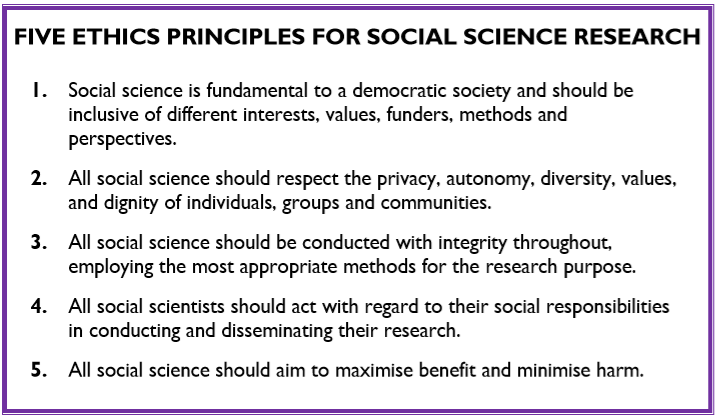 FIVE ETHICS PRINCIPLES FOR SOCIAL SCIENCE RESEARCH
1. Social science is fundamental to a democratic society and should be
inclusive of different interests, values, funders, methods and
perspectives.
2. All social science should respect the privacy, autonomy, diversity, values,
and dignity of individuals, groups and communities.
3. All social science should be conducted with integrity throughout,
employing the most appropriate methods for the research purpose.
4. All social scientists should act with regard to their social responsibilities
in conducting and disseminating their research.
5. All social science should aim to maximise benefit and minimise harm.